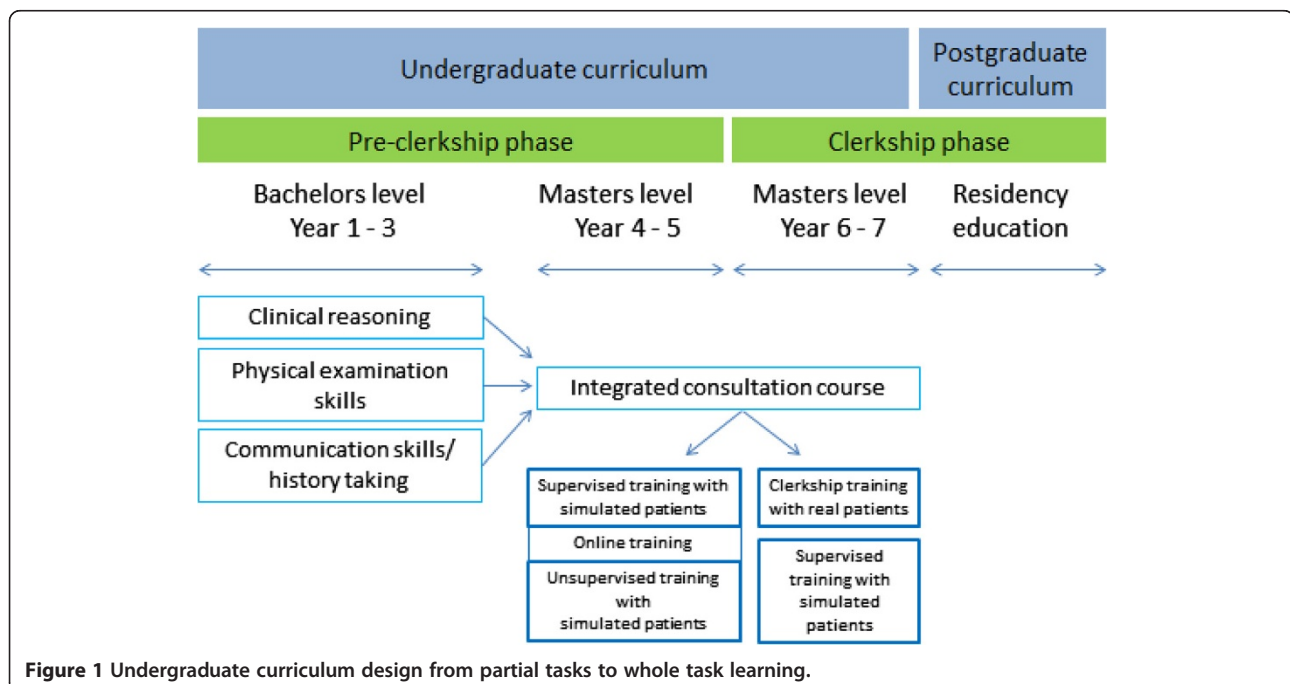 Undergraduate curriculum
Postgraduate
curriculum
Pre-clerkship phase
Clerkship phase
Bachelors level
Year 1 - 3
Masters level
Year 4 - 5
Masters level
Year 6 - 7
Residency
education
Clinical reasoning
Physical examination
skills
Communication skills/
history taking
Integrated consultation course
Supervised training with
simulated patients
Online training
Unsupervised training
with
simulated patients
Clerkship training
with real patients
Supervised
training with
simulated
patients
Figure 1 Undergraduate curriculum design from partial tasks to whole task learning.